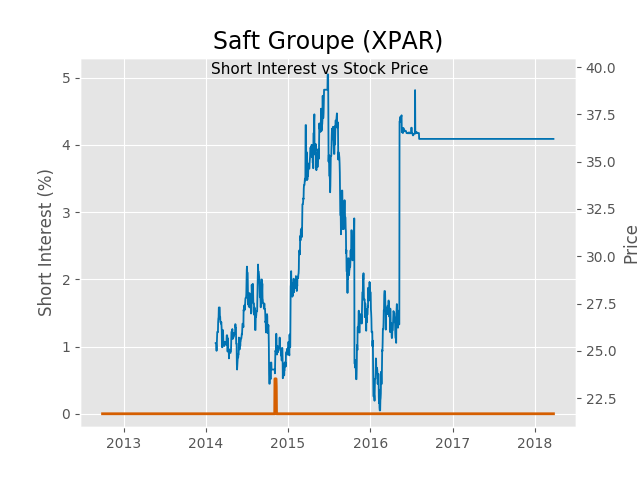 Saft Groupe (XPAR)
Short Interest vs Stock Price
Short Interest (%)
5
4
3
2
1
0
40.0
37.5
35.0
32.5
30.0
27.5
25.0
22.5
Price
2013 2014 2015 2016 2017 2018